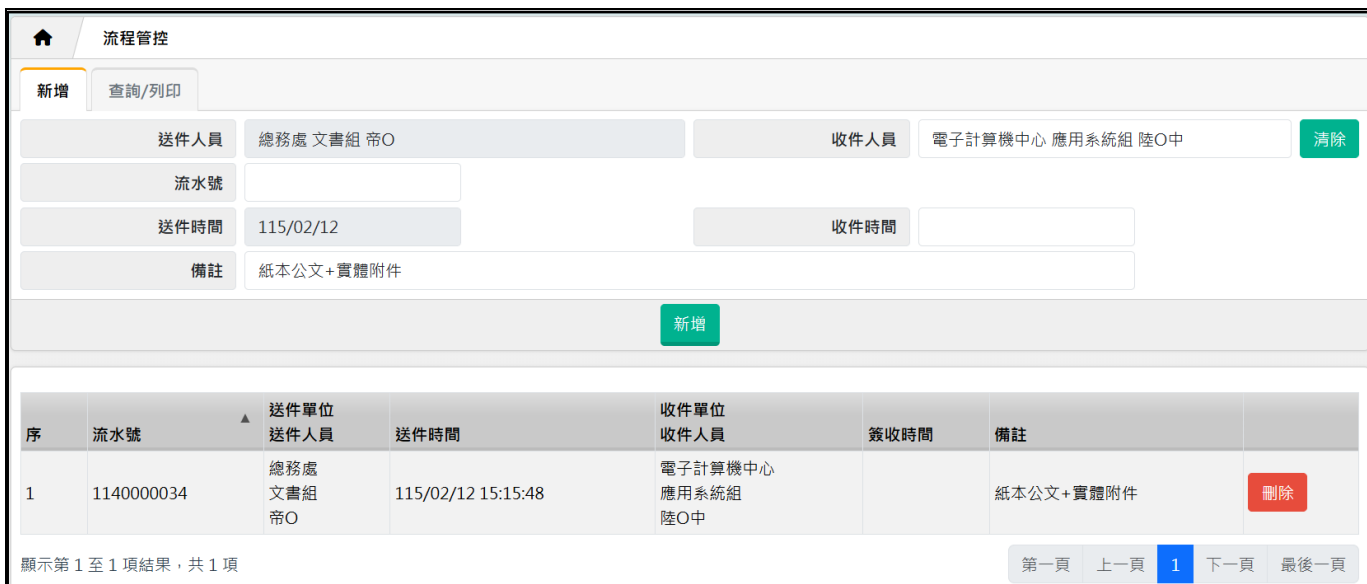 流程管控
新增 查詢/列印
送件人員 總務處 文書組 帝O 收件人員 電子計算機中心 應用系統組 陸O中 清除
流水號
送件時間 115/02/12 收件時間
備註 紙本公文+實體附件
新增
送件單位 收件單位
序 流水號 ▲ 送件人員 送件時間 收件人員 簽收時間 備註
總務處 電子計算機中心
1 1140000034 文書組 115/02/12 15:15:48 應用系統組 紙本公文+實體附件 刪除
帝O 陸O中
顯示第 1 至 1 項結果，共 1 項 第一頁 上一頁 1 下一頁 最後一頁